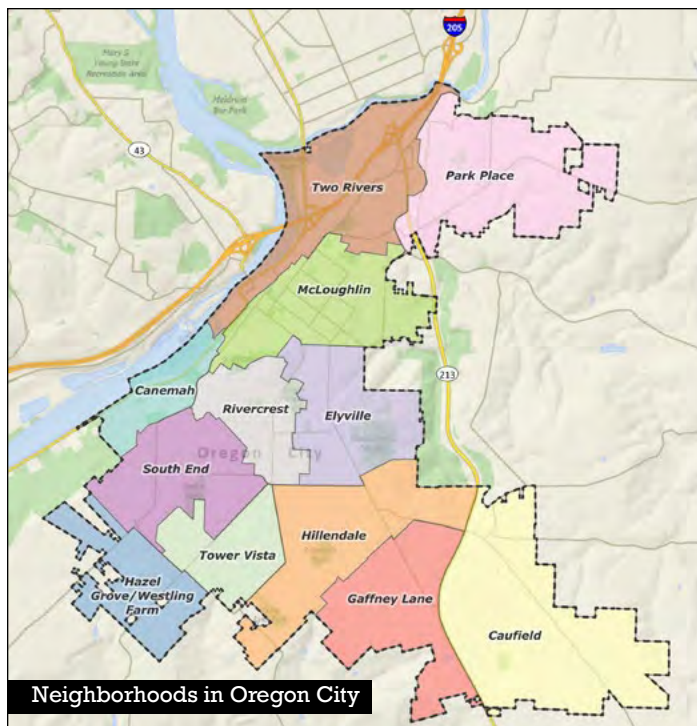 205
Mary S
Young State
Recreation Area
Meldrum
Bar Park
43
Two Rivers
Park Place
McLoughlin
213
Canemah
Rivercrest
Elyville
Oregon City
South End
Hillendale
Tower Vista
Hazel
Grove/Westling
Farm
Gaffney Lane
Caufield
Neighborhoods in Oregon City